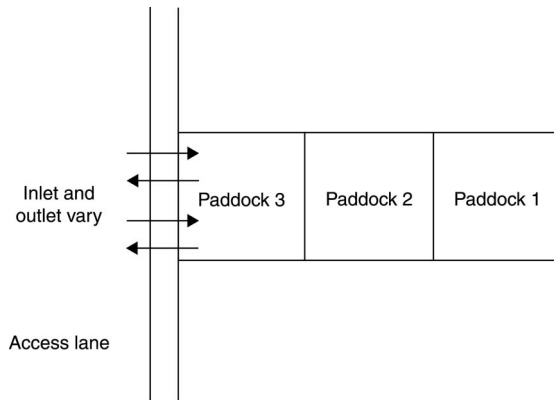 Inlet and
outlet vary
Paddock 3
Paddock 2
Paddock 1
Access lane